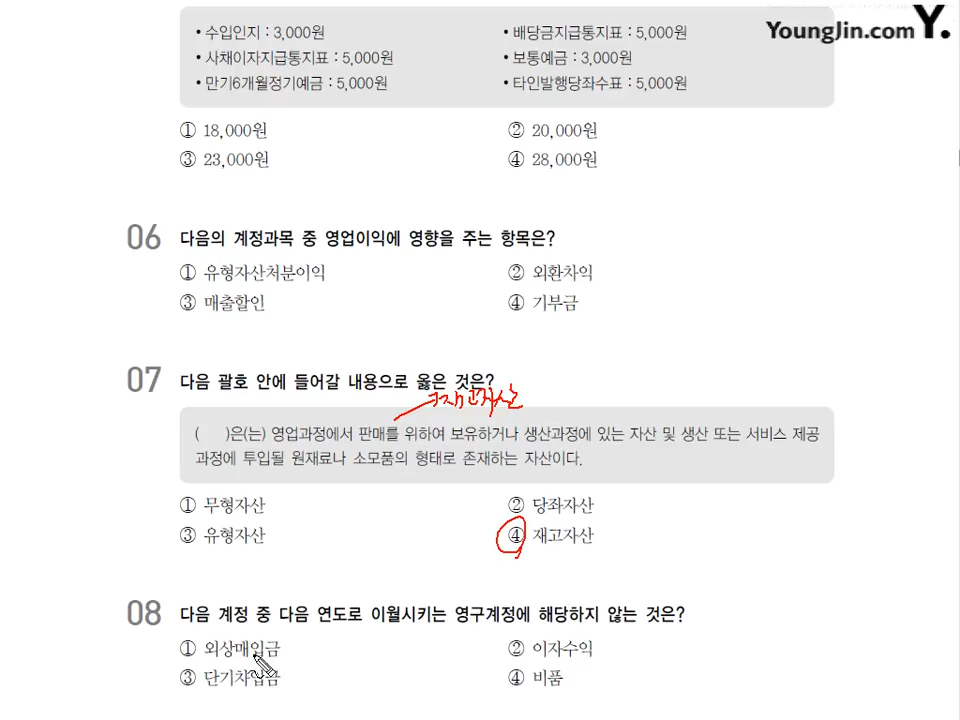 YoungJin.com Y.
• 수입인지 : 3,000원 • 배당금지급통지표 : 5,000원
• 사채이자지급통지표 : 5,000원 • 보통예금 : 3,000원
• 만기6개월정기예금 : 5,000원 • 타인발행당좌수표 : 5,000원
① 18,000원 ② 20,000원
③ 23,000원 ④ 28,000원
06 다음의 계정과목 중 영업이익에 영향을 주는 항목은?
① 유형자산처분이익 ② 외환차익
③ 매출할인 ④ 기부금
07 다음 괄호 안에 들어갈 내용으로 옳은 것은?
재고자산
( )은(는) 영업과정에서 판매를 위하여 보유하거나 생산과정에 있는 자산 및 생산 또는 서비스 제공
과정에 투입될 원재료나 소모품의 형태로 존재하는 자산이다.
① 무형자산 ② 당좌자산
③ 유형자산 ④ 재고자산
08 다음 계정 중 다음 연도로 이월시키는 영구계정에 해당하지 않는 것은?
① 외상매입금 ② 이자수익
③ 단기차입금 ④ 비품